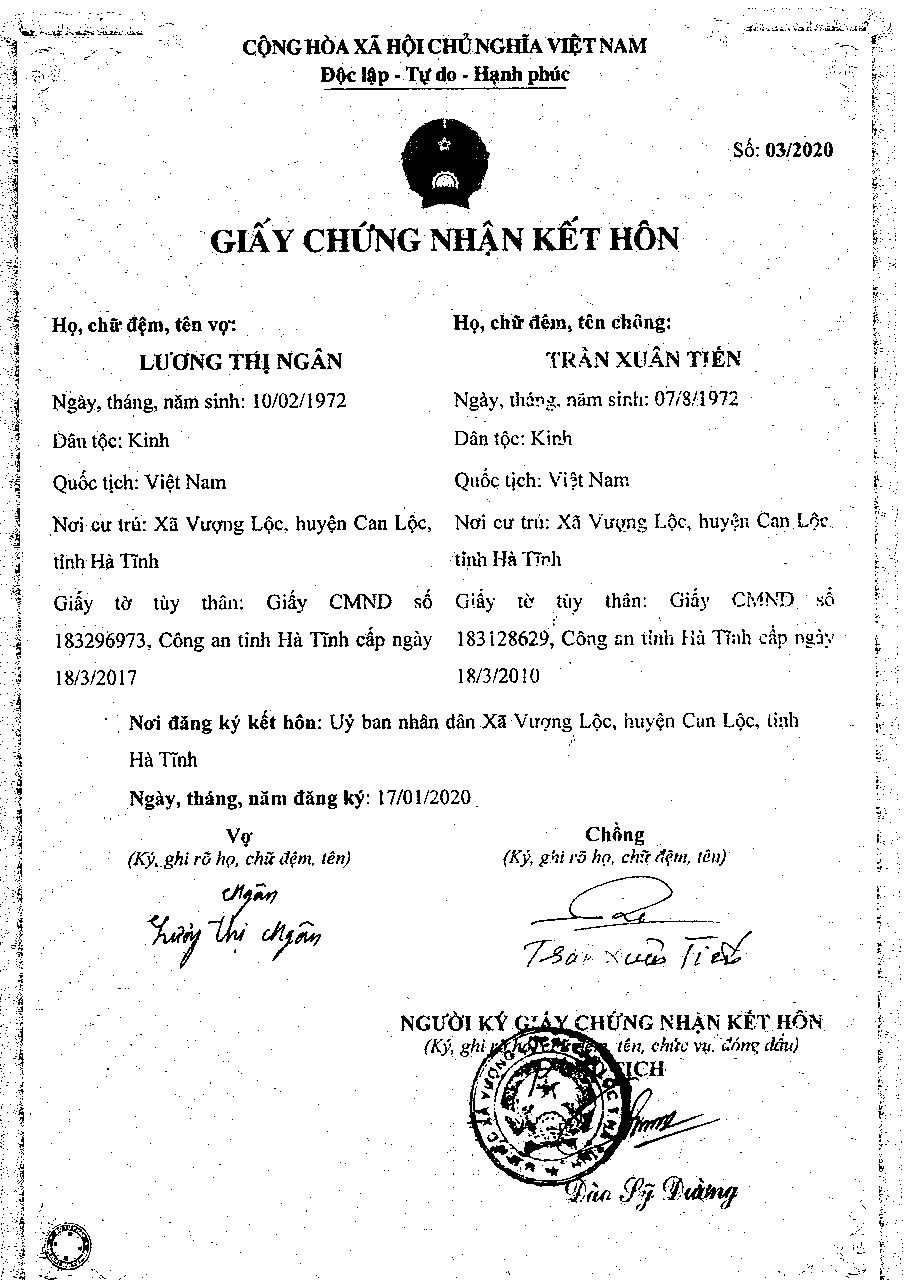 CỘNG HÒA XÃ HỘI CHỦ NGHĨA VIỆT NAM
Độc lập - Tự do - Hạnh phúc
Số: 03/2020
GIẤY CHỨNG NHẬN KẾT HÔN
Họ, chữ đệm, tên vợ:
LƯƠNG THỊ NGÂN
Ngày, tháng, năm sinh: 10/02/1972
Dân tộc: Kinh
Quốc tịch: Việt Nam
Nơi cư trú: Xã Vượng Lộc, huyện Can Lộc,
tỉnh Hà Tĩnh
Giấy tờ tùy thân: Giấy CMND số
183296973, Công an tỉnh Hà Tĩnh cấp ngày
18/3/2017
Họ, chữ đệm, tên chồng:
TRẦN XUÂN TIẾN
Ngày, tháng, năm sinh: 07/8/1972
Dân tộc: Kinh
Quốc tịch: Việt Nam
Nơi cư trú: Xã Vượng Lộc, huyện Can Lộc
tỉnh Hà Tĩnh
Giấy tờ tùy thân: Giấy CMND số
183128629, Công an tỉnh Hà Tĩnh cấp ngày
18/3/2010
Nơi đăng ký kết hôn: Uỷ ban nhân dân Xã Vượng Lộc, huyện Can Lộc, tỉnh
Hà Tĩnh
Ngày, tháng, năm đăng ký: 17/01/2020
Vợ
(Ký, ghi rõ họ, chữ đệm, tên)
Ngân
Lương Thị Ngân
Chồng
(Ký, ghi rõ họ, chữ đệm, tên)
Trần Xuân Tiến
NGƯỜI KÝ GIẤY CHỨNG NHẬN KẾT HÔN
(Ký, ghi rõ họ, chữ đệm, tên, chức vụ, đóng dấu)
TỊCH
Đào Sỹ Đường